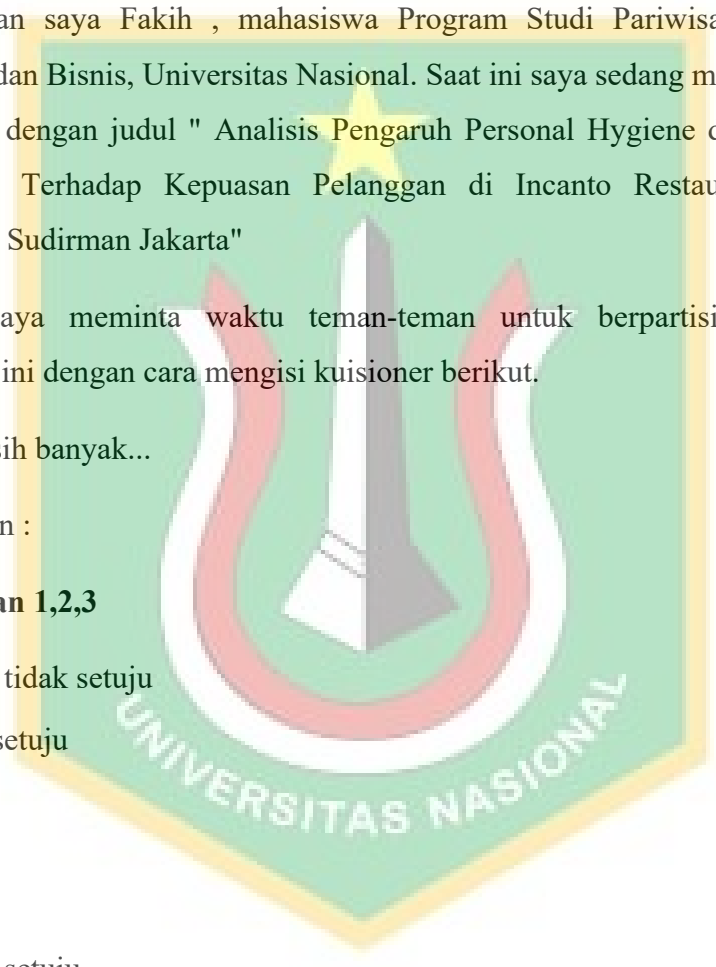 an saya Fakih , mahasiswa Program Studi Pariwisa
dan Bisnis, Universitas Nasional. Saat ini saya sedang m
dengan judul " Analisis Pengaruh Personal Hygiene d
Terhadap Kepuasan Pelanggan di Incanto Restau
Sudirman Jakarta"
aya meminta waktu teman-teman untuk berpartisi
ini dengan cara mengisi kuisioner berikut.
sih banyak...
n :
an 1,2,3
tidak setuju
setuju
UNIVERSITAS NASIONAL
setuju